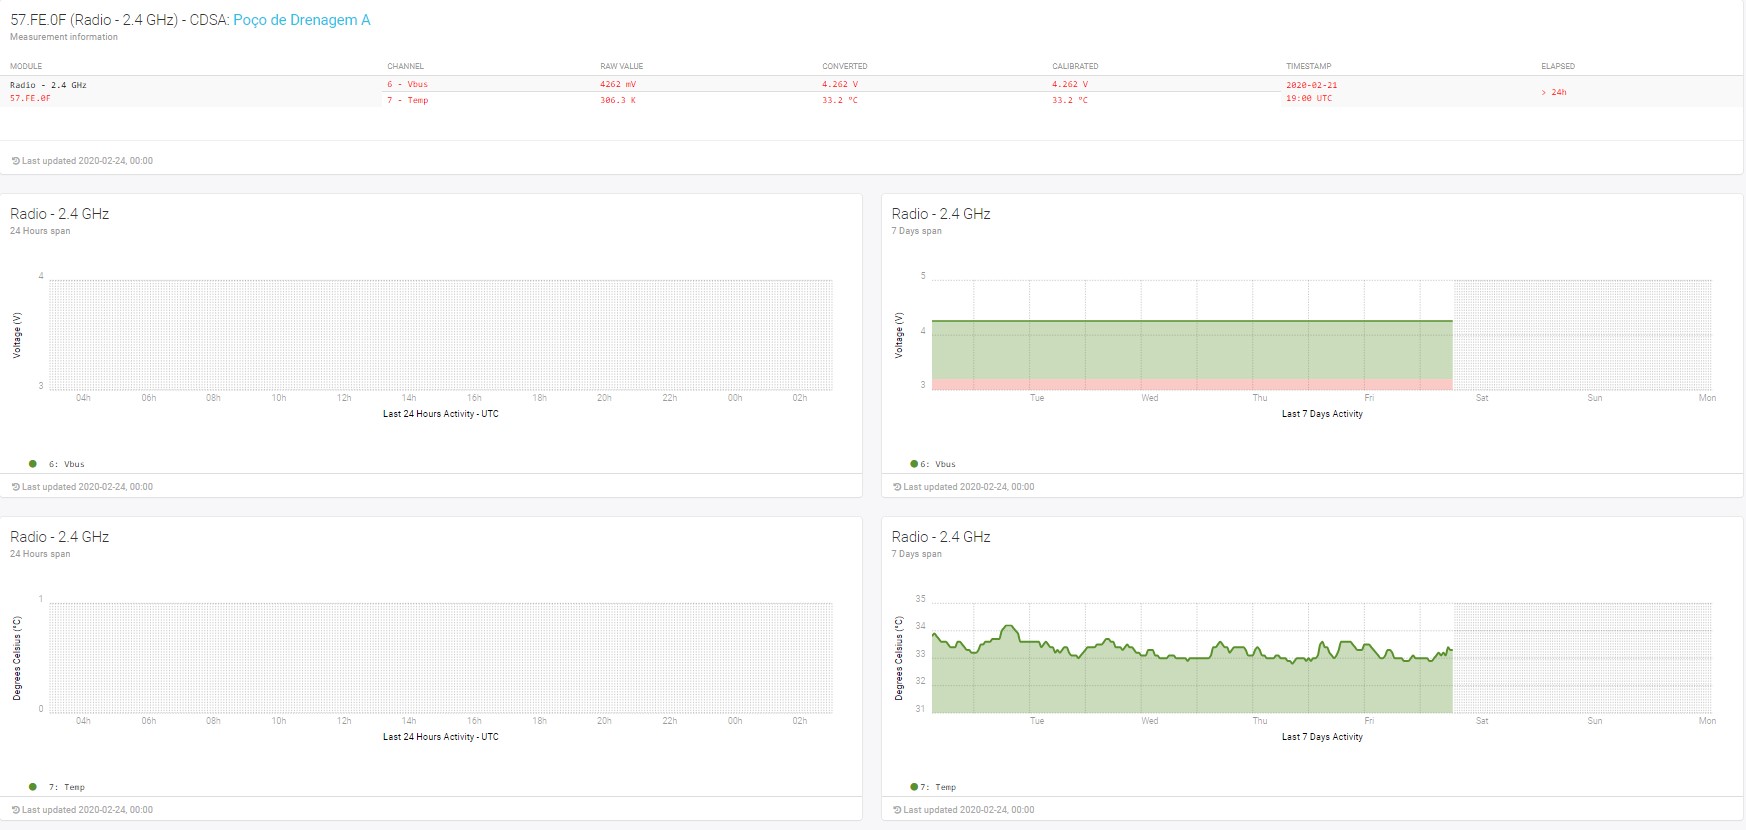 57.FE.0F (Radio - 2.4 GHz) - CDSA: Poço de Drenagem A
Measurement information
MODULE CHANNEL RAW VALUE CONVERTED CALIBRATED TIMESTAMP ELAPSED
Radio - 2.4 GHz 6 - Vbus 4262 mV 4.262 V 4.262 V 2020-02-21
57.FE.0F 7 - Temp 306.3 K 33.2 °C 33.2 °C 19:00 UTC > 24h
Last updated 2020-02-24, 00:00
Radio - 2.4 GHz
24 Hours span
4
Voltage (V)
3
04h 06h 08h 10h 12h 14h 16h 18h 20h 22h 00h 02h
Last 24 Hours Activity - UTC
6: Vbus
Last updated 2020-02-24, 00:00
Radio - 2.4 GHz
7 Days span
5
Voltage (V)
4
3
Tue Wed Thu Fri Sat Sun Mon
Last 7 Days Activity
6: Vbus
Last updated 2020-02-24, 00:00
Radio - 2.4 GHz
24 Hours span
1
Degrees Celsius (°C)
0
04h 06h 08h 10h 12h 14h 16h 18h 20h 22h 00h 02h
Last 24 Hours Activity - UTC
7: Temp
Last updated 2020-02-24, 00:00
Radio - 2.4 GHz
7 Days span
35
34
33
32
31
Degrees Celsius (°C)
Tue Wed Thu Fri Sat Sun Mon
Last 7 Days Activity
7: Temp
Last updated 2020-02-24, 00:00